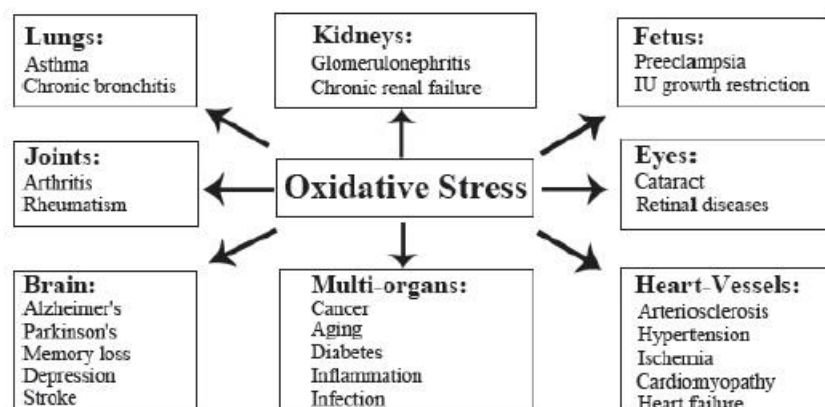 Lungs:
Asthma
Chronic bronchitis
Kidneys:
Glomerulonephritis
Chronic renal failure
Fetus:
Preeclampsia
IU growth restriction
Joints:
Arthritis
Rheumatism
Oxidative Stress
Eyes:
Cataract
Retinal diseases
Brain:
Alzheimer's
Parkinson's
Memory loss
Depression
Stroke
Multi-organs:
Cancer
Aging
Diabetes
Inflammation
Infection
Heart-Vessels:
Arteriosclerosis
Hypertension
Ischemia
Cardiomyopathy
Heart failure